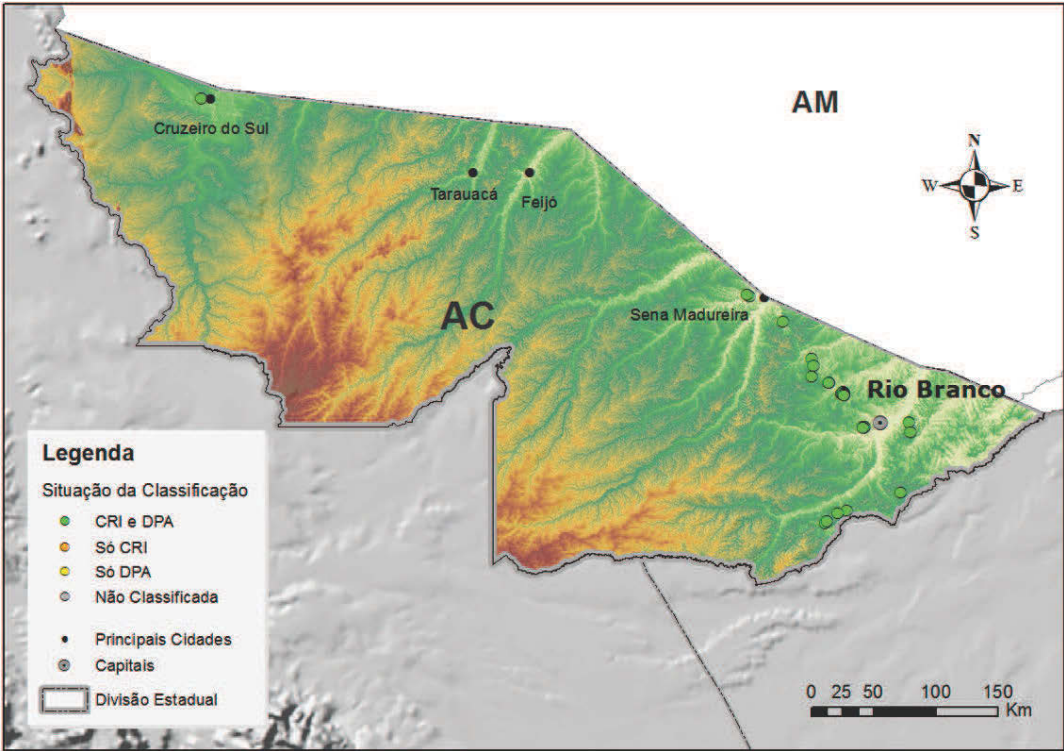 AM
N
W E
S
Cruzeiro do Sul
Tarauacá
Feijó
AC
Sena Madureira
Rio Branco
Legenda
Situação da Classificação
CRI e DPA
Só CRI
Só DPA
Não Classificada
Principais Cidades
Capitais
Divisão Estadual
0 25 50 100 150
Km